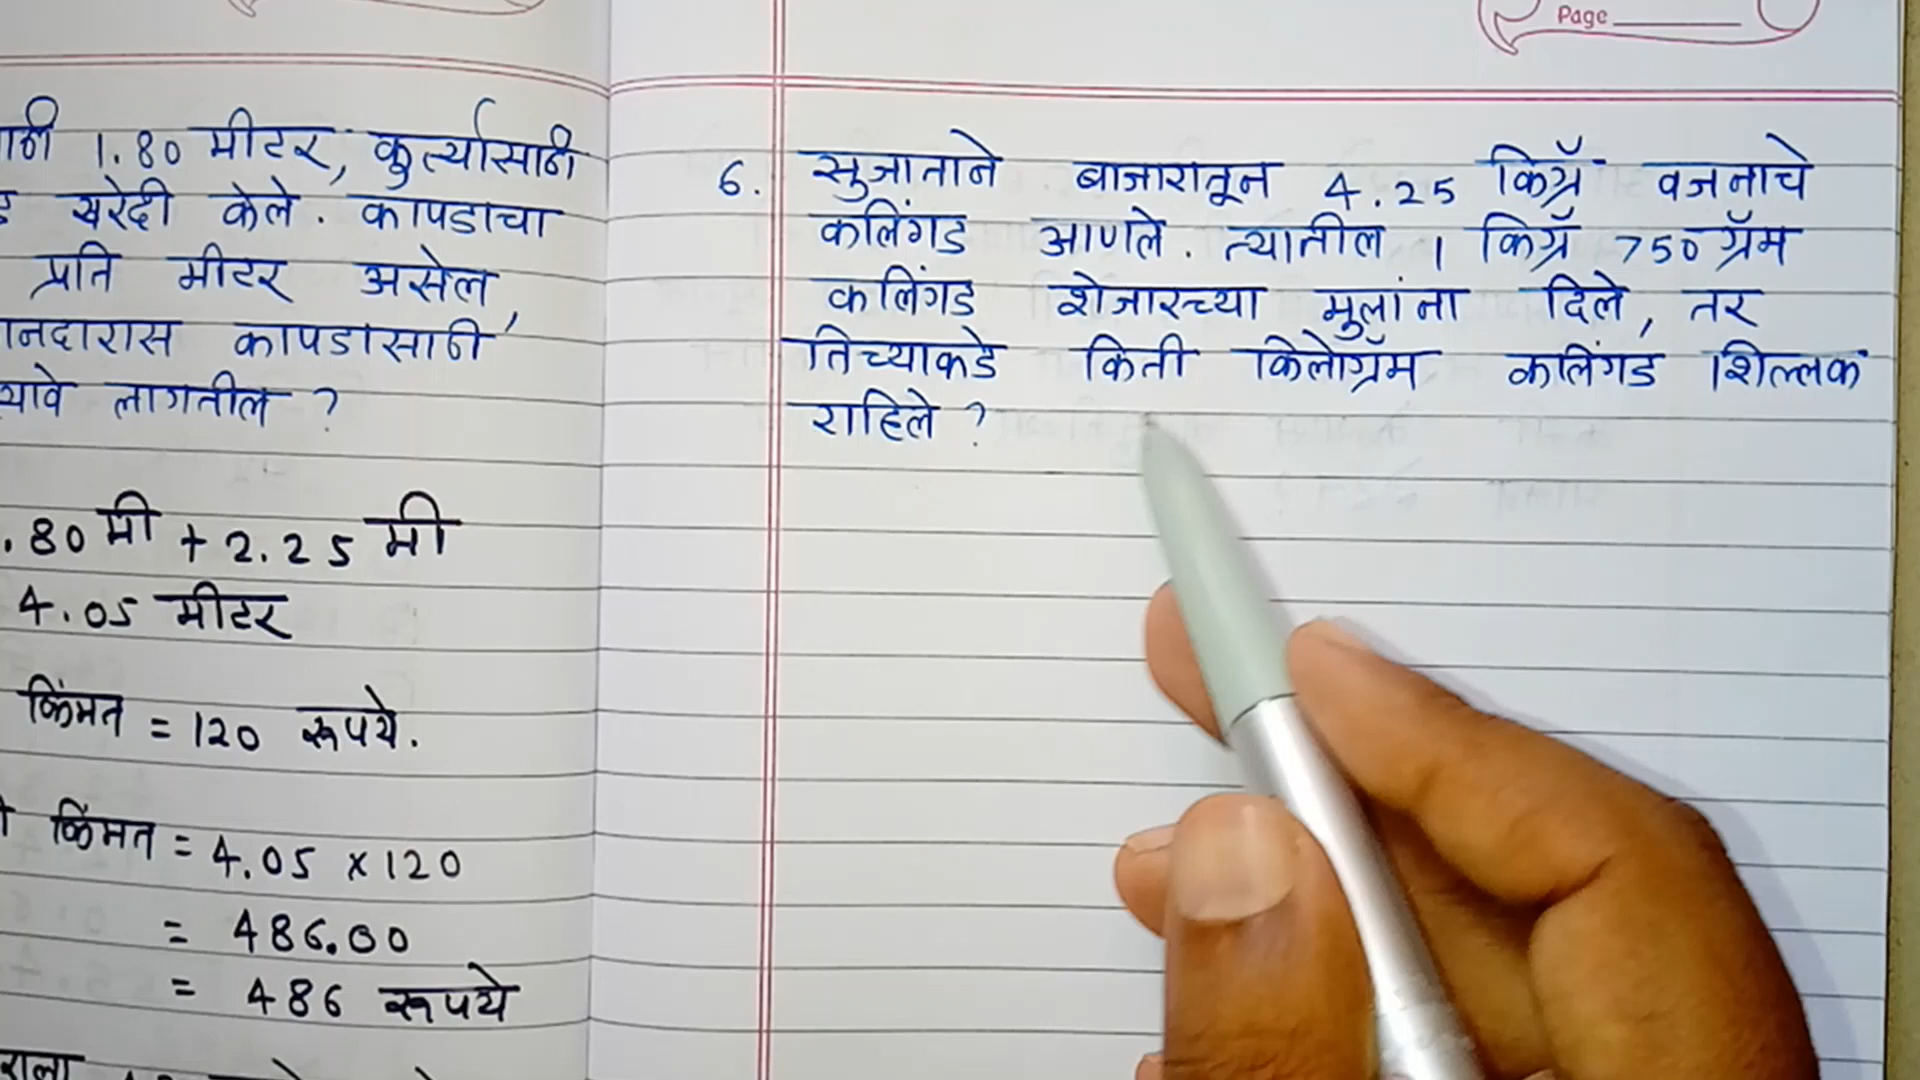 1.80 मीटर, कुर्त्यासाठी
खरेदी केले. कापडाचा
प्रति मीटर असेल,
कापडासाठी
लागतील ?
.80 मी + 2.25 मी
4.05 मीटर
किंमत = 120 रूपये.
किंमत = 4.05 x 120
= 486.00
= 486 रूपये
Page
6. सुजाताने बाजारातून 4.25 किग्रॅ वजनाचे
कलिंगड आणले. त्यातील 1 किग्रॅ 750 ग्रॅम
कलिंगड शेजारच्या मुलांना दिले, तर
तिच्याकडे किती किलोग्रॅम कलिंगड शिल्लक
राहिले ?